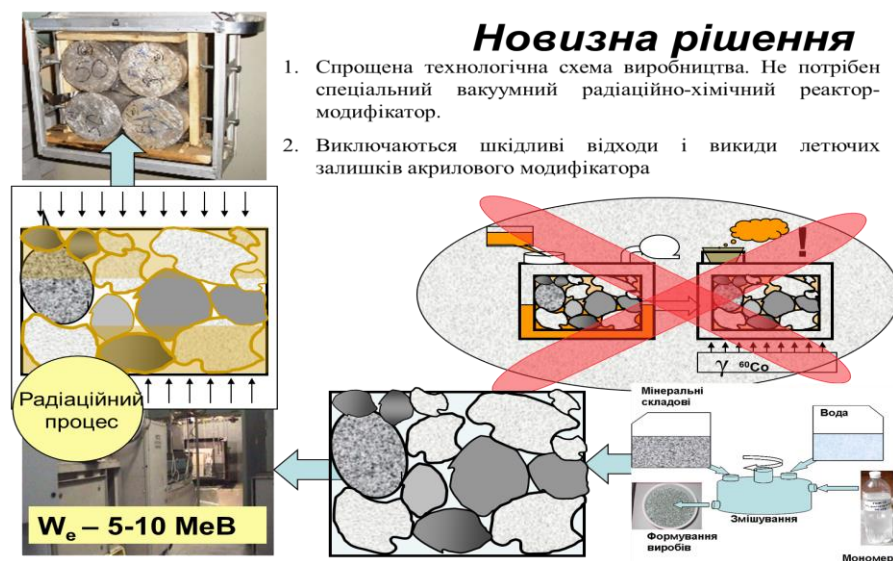 Новизна рішення
1. Спрощена технологічна схема виробництва. Не потрібен
спеціальний вакуумний радіаційно-хімічний реактор-
модифікатор.
2. Виключаються шкідливі відходи і викиди летючих
залишків акрилового модифікатора
!
γ ⁶⁰Co
Радіаційний
процес
Wₑ – 5-10 МеВ
Мінеральні
складові
Вода
Змішування
Формування
виробів
Мономер